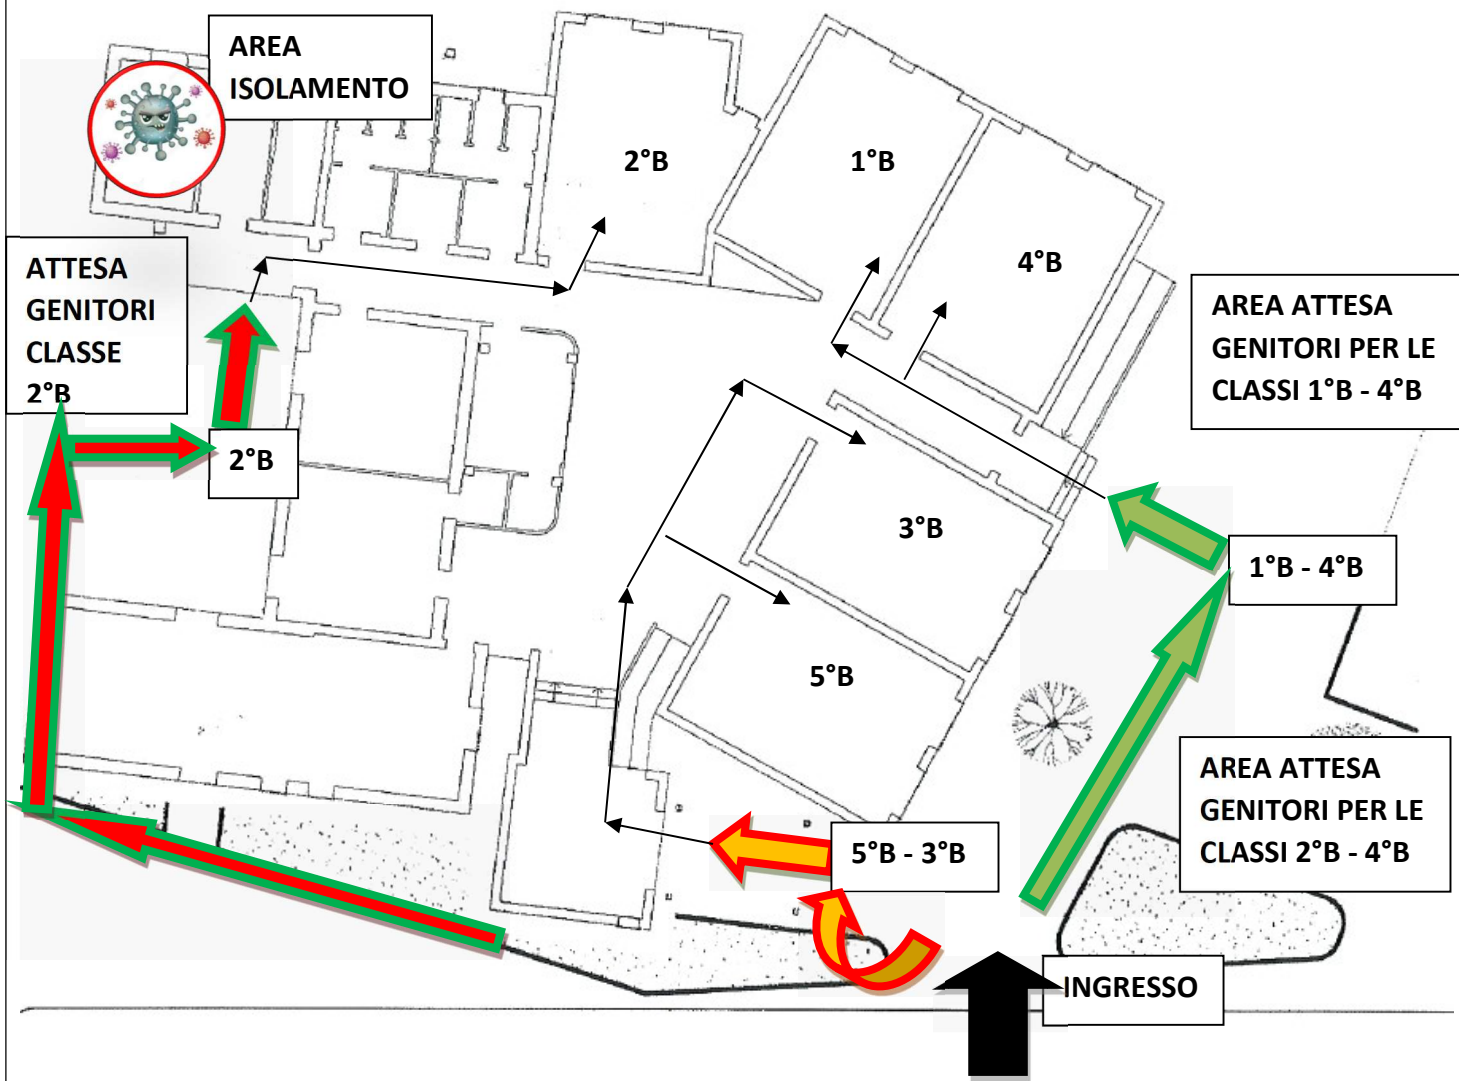 AREA
ISOLAMENTO
2°B
1°B
4°B
ATTESA
GENITORI
CLASSE
2°B
AREA ATTESA
GENITORI PER LE
CLASSI 1°B - 4°B
2°B
3°B
1°B - 4°B
5°B
AREA ATTESA
GENITORI PER LE
CLASSI 2°B - 4°B
5°B - 3°B
INGRESSO